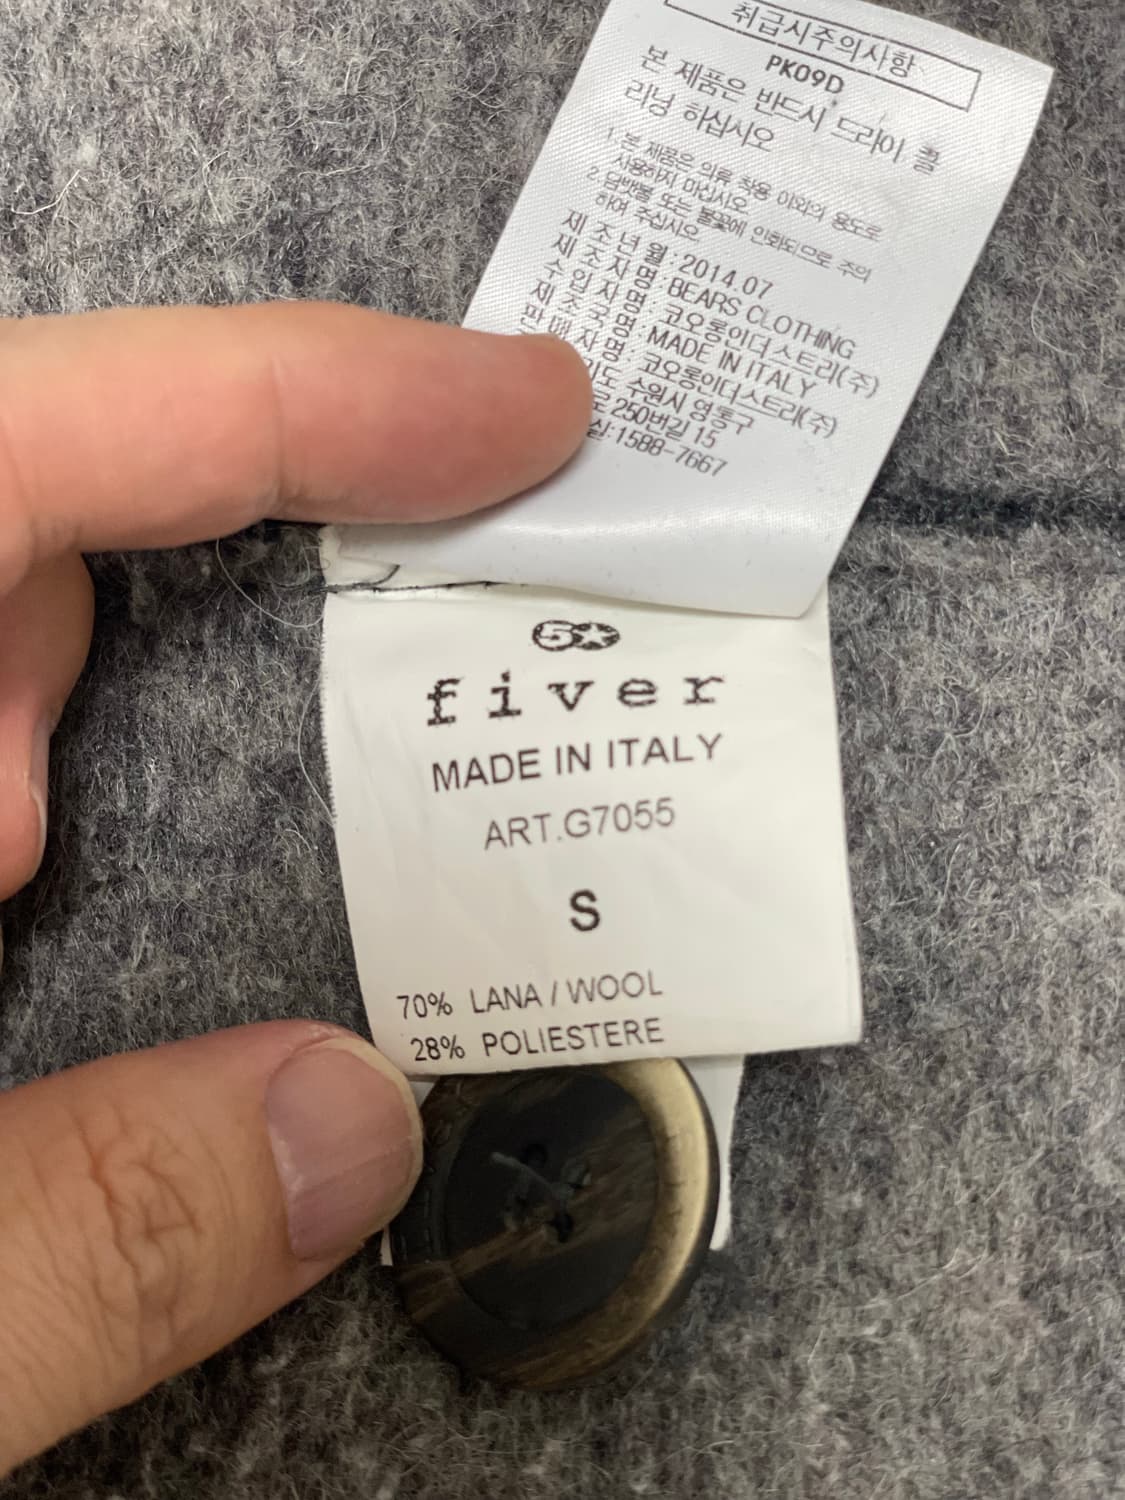 취급시주의사항
PK09D
본 제품은 반드시 드라이 클
리닝 하십시오
1. 본 제품은 의류 착용 이외의 용도로
사용하지 마십시오
2. 담뱃불 또는 불꽃에 인화되므로 주의
하여 주십시오
제조년월:2014.07
제조자명:BEARS CLOTHING
수입자명:코오롱인더스트리(주)
제조국명:MADE IN ITALY
판매자명:코오롱인더스트리(주)
기도 수원시 영통구
로 250번길 15
실:1588-7667
5
fiver
MADE IN ITALY
ART.G7055
S
70% LANA / WOOL
28% POLIESTERE